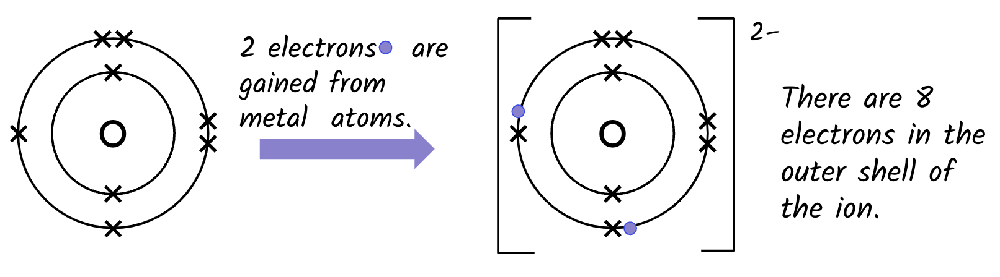 O
2 electrons are
gained from
metal atoms.
O
2-
There are 8
electrons in the
outer shell of
the ion.